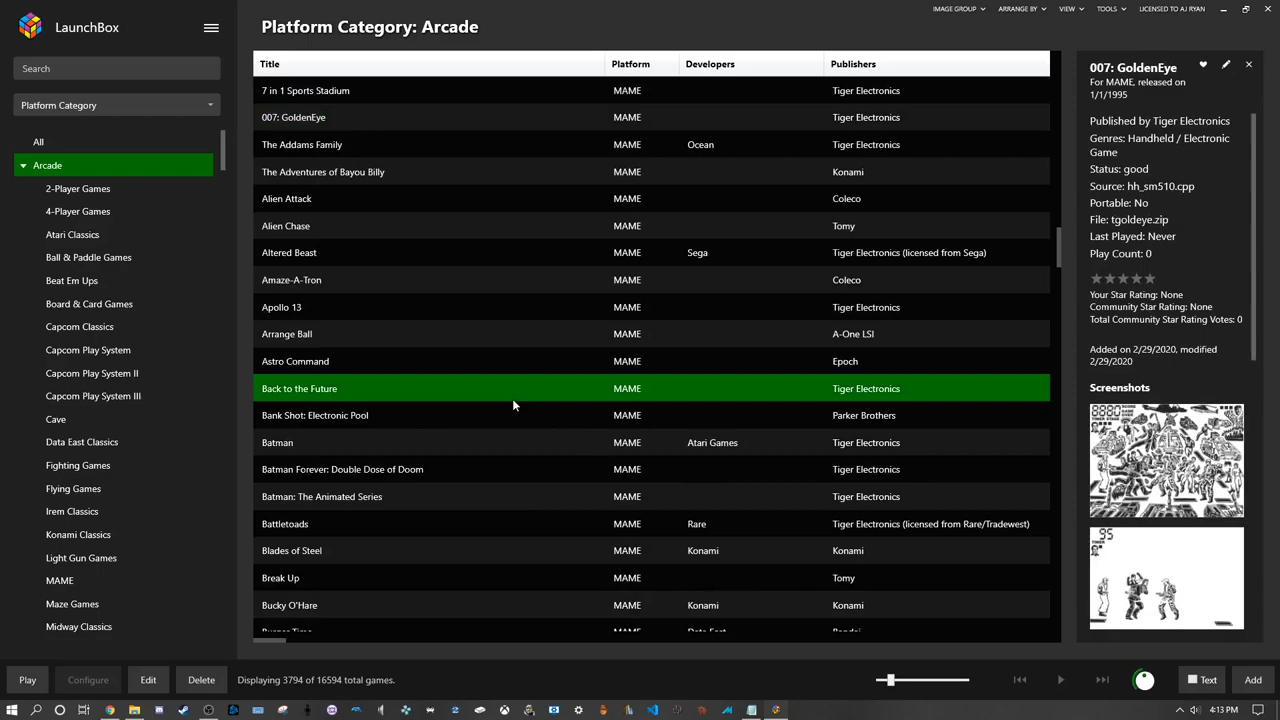 LaunchBox
Search
Platform Category
All
Arcade
2-Player Games
4-Player Games
Atari Classics
Ball & Paddle Games
Beat Em Ups
Board & Card Games
Capcom Classics
Capcom Play System
Capcom Play System II
Capcom Play System III
Cave
Data East Classics
Fighting Games
Flying Games
Irem Classics
Konami Classics
Light Gun Games
MAME
Maze Games
Midway Classics
IMAGE GROUP ARRANGE BY VIEW TOOLS LICENSED TO AJ RYAN
Platform Category: Arcade
Title Platform Developers Publishers
7 in 1 Sports Stadium MAME Tiger Electronics
007: GoldenEye MAME Tiger Electronics
The Addams Family MAME Ocean Tiger Electronics
The Adventures of Bayou Billy MAME Konami
Alien Attack MAME Coleco
Alien Chase MAME Tomy
Altered Beast MAME Sega Tiger Electronics (licensed from Sega)
Amaze-A-Tron MAME Coleco
Apollo 13 MAME Tiger Electronics
Arrange Ball MAME A-One LSI
Astro Command MAME Epoch
Back to the Future MAME Tiger Electronics
Bank Shot: Electronic Pool MAME Parker Brothers
Batman MAME Atari Games Tiger Electronics
Batman Forever: Double Dose of Doom MAME Tiger Electronics
Batman: The Animated Series MAME Tiger Electronics
Battletoads MAME Rare Tiger Electronics (licensed from Rare/Tradewest)
Blades of Steel MAME Konami Konami
Break Up MAME Tomy
Bucky O'Hare MAME Konami Konami
Burger Time MAME Data East Bandai
007: GoldenEye
For MAME, released on
1/1/1995
Published by Tiger Electronics
Genres: Handheld / Electronic
Game
Status: good
Source: hh_sm510.cpp
Portable: No
File: tgoldeye.zip
Last Played: Never
Play Count: 0
Your Star Rating: None
Community Star Rating: None
Total Community Star Rating Votes: 0
Added on 2/29/2020, modified
2/29/2020
Screenshots
Play Configure Edit Delete Displaying 3794 of 16594 total games. Text Add
4:13 PM